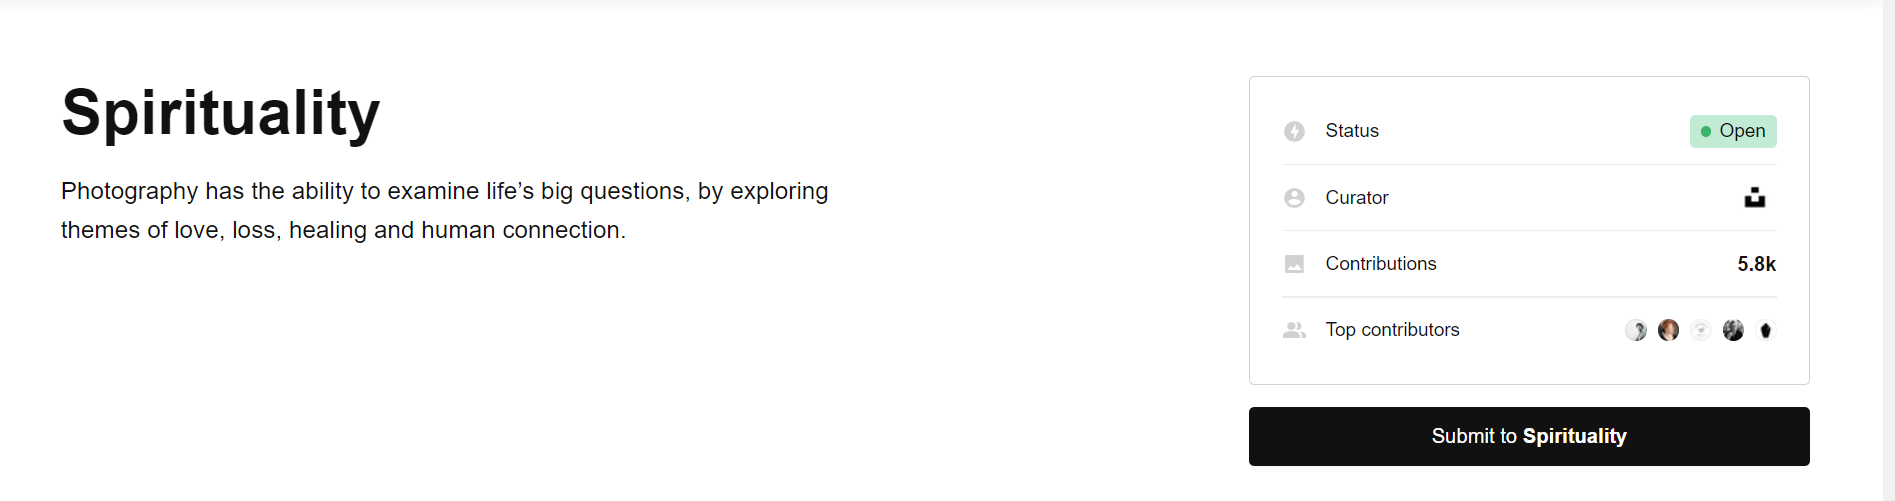 Spirituality
Photography has the ability to examine life’s big questions, by exploring
themes of love, loss, healing and human connection.
Status Open
Curator
Contributions 5.8k
Top contributors
Submit to Spirituality